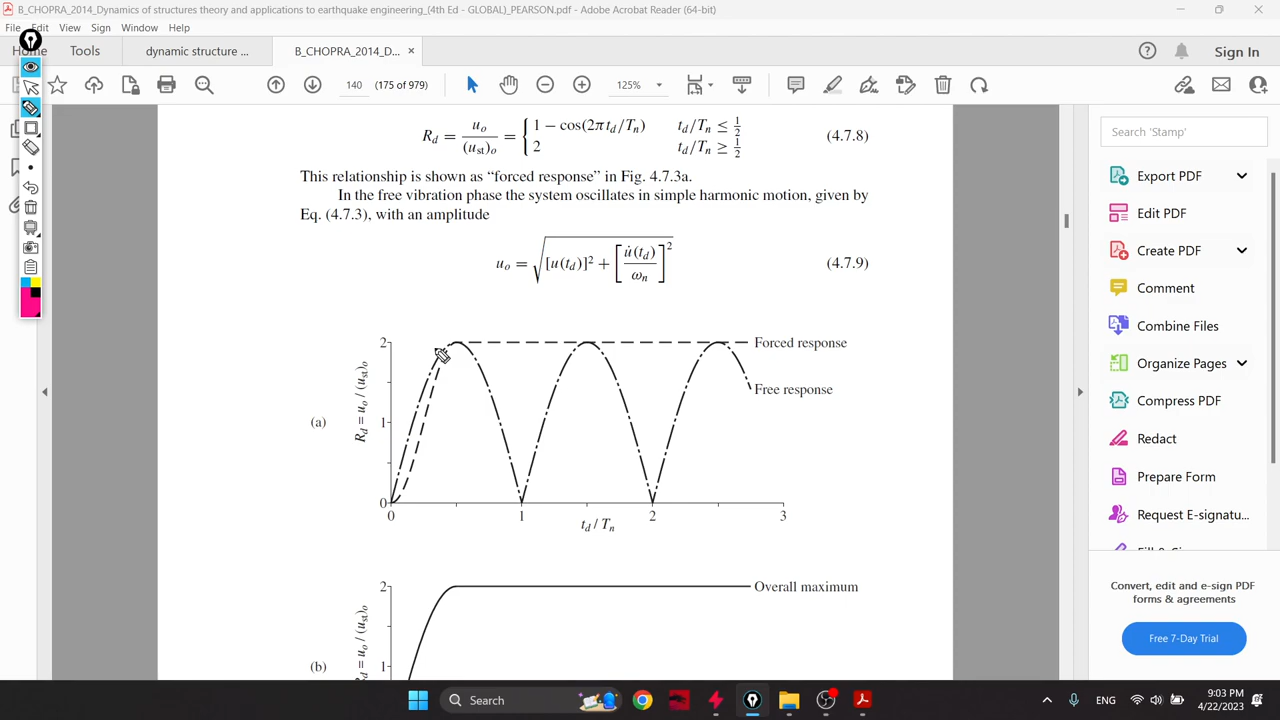 B_CHOPRA_2014_Dynamics of structures theory and applications to earthquake engineering_(4th Ed - GLOBAL)_PEARSON.pdf - Adobe Acrobat Reader (64-bit)
File Edit View Sign Window Help
Home Tools dynamic structure ... B_CHOPRA_2014_D... × Sign In
140 (175 of 979) 125%
R_d = u_o / (u_st)_o = { 1 − cos(2πt_d/T_n) t_d/T_n ≤ 1/2
2 t_d/T_n ≥ 1/2 (4.7.8)
This relationship is shown as “forced response” in Fig. 4.7.3a.
In the free vibration phase the system oscillates in simple harmonic motion, given by
Eq. (4.7.3), with an amplitude
u_o = √([u(t_d)]² + [u̇(t_d)/ω_n]²) (4.7.9)
(a)
R_d = u_o / (u_st)_o
2
1
0
Forced response
Free response
0 1 2 3
t_d / T_n
(b)
R_d = u_o / (u_st)_o
2
1
Overall maximum
Search 'Stamp'
Export PDF
Edit PDF
Create PDF
Comment
Combine Files
Organize Pages
Compress PDF
Redact
Prepare Form
Request E-signatu...
Convert, edit and e-sign PDF
forms & agreements
Free 7-Day Trial
Search
ENG
9:03 PM
4/22/2023